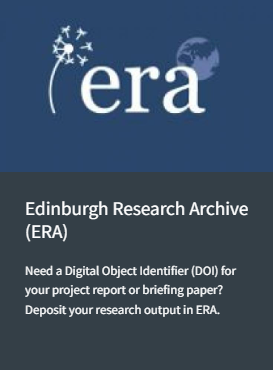 era
Edinburgh Research Archive
(ERA)
Need a Digital Object Identifier (DOI) for
your project report or briefing paper?
Deposit your research output in ERA.